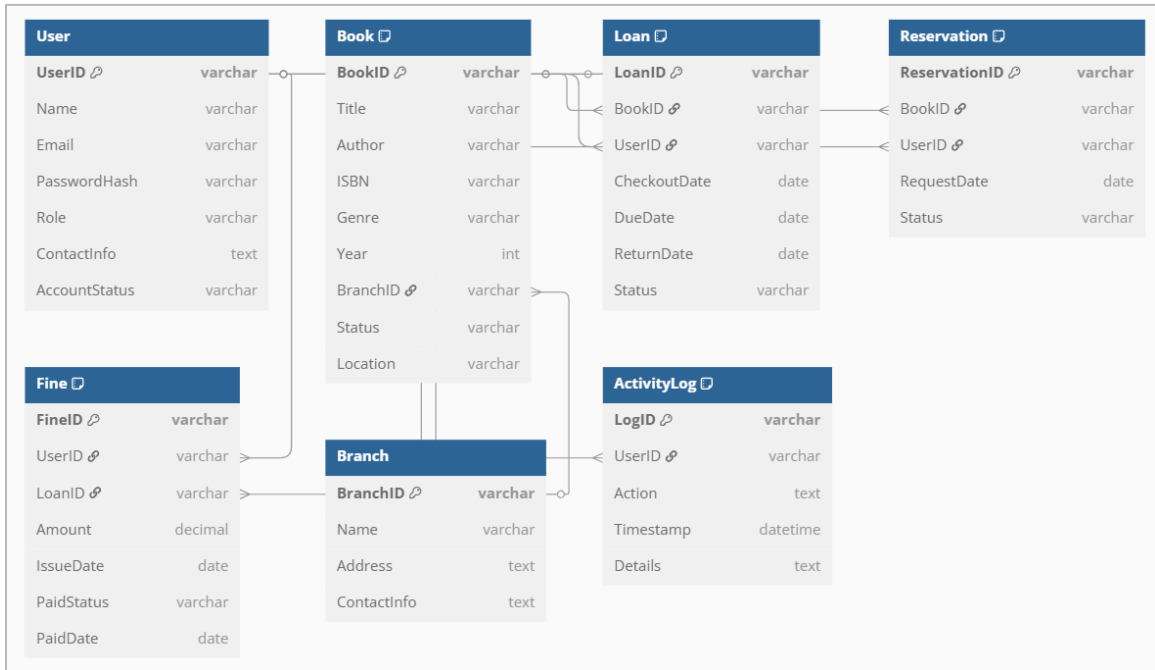 User
UserID varchar
Name varchar
Email varchar
PasswordHash varchar
Role varchar
ContactInfo text
AccountStatus varchar
Book
BookID varchar
Title varchar
Author varchar
ISBN varchar
Genre varchar
Year int
BranchID varchar
Status varchar
Location varchar
Loan
LoanID varchar
BookID varchar
UserID varchar
CheckoutDate date
DueDate date
ReturnDate date
Status varchar
Reservation
ReservationID varchar
BookID varchar
UserID varchar
RequestDate date
Status varchar
Fine
FineID varchar
UserID varchar
LoanID varchar
Amount decimal
IssueDate date
PaidStatus varchar
PaidDate date
Branch
BranchID varchar
Name varchar
Address text
ContactInfo text
ActivityLog
LogID varchar
UserID varchar
Action text
Timestamp datetime
Details text